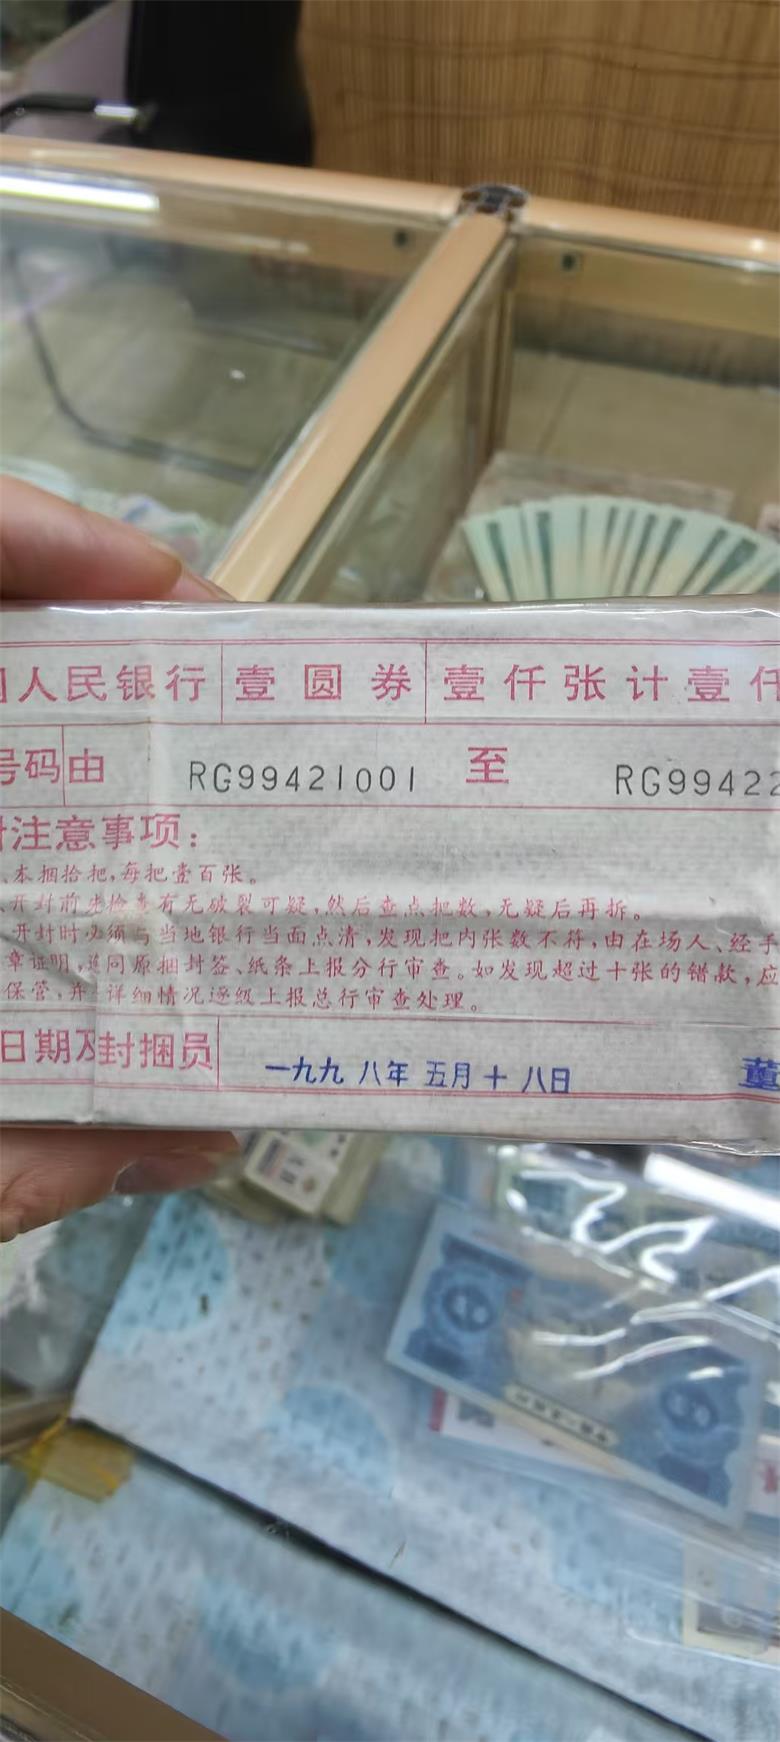 人民银行 壹圆券 壹仟张计壹仟
号码由 RG99421001 至 RG99422
注意事项：
、本捆拾把，每把壹百张。
、开封前先检查有无破裂可疑，然后查点把数，无疑后再拆。
开封时必须与当地银行当面点清，发现把内张数不符，由在场人、经手
章证明，连同原捆封签、纸条上报分行审查。如发现超过十张的错款，应
保管，并 详细情况逐级上报总行审查处理。
日期及封捆员 一九九八年五月十八日 董